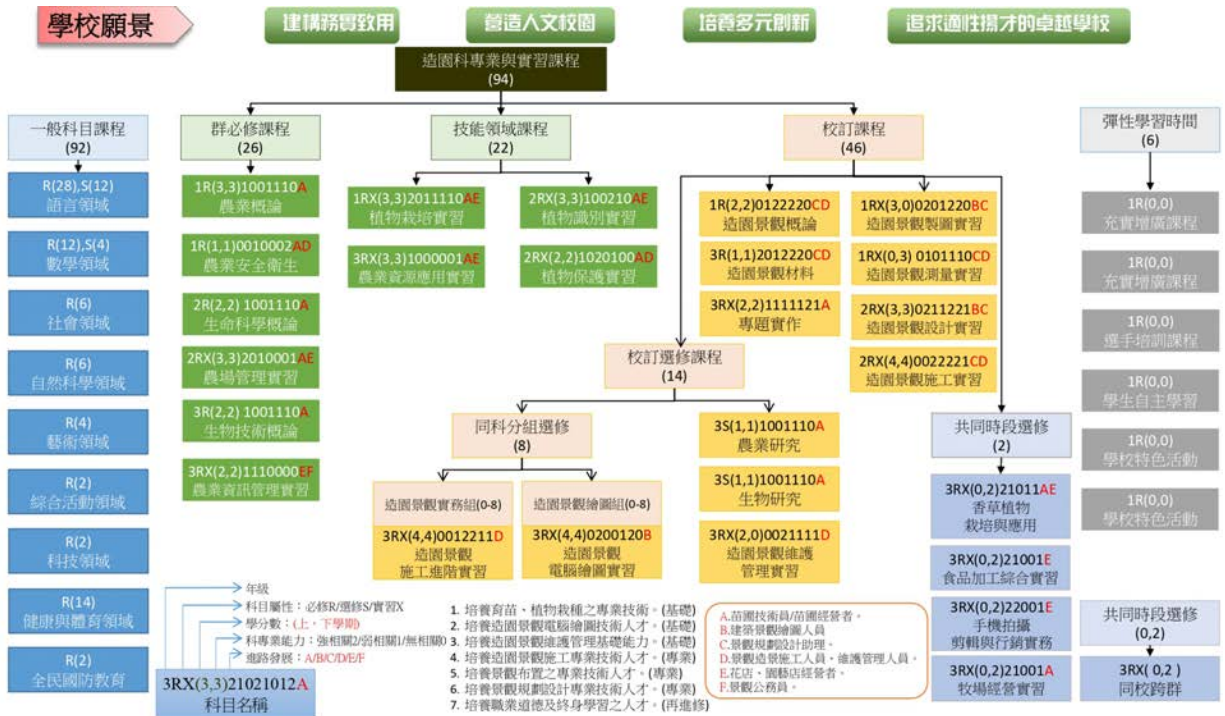 學校願景
建構務實致用
營造人文校園
培養多元創新
追求適性揚才的卓越學校
造園科專業與實習課程
(94)
一般科目課程
(92)
R(28),S(12)
語言領域
R(12),S(4)
數學領域
R(6)
社會領域
R(6)
自然科學領域
R(4)
藝術領域
R(2)
綜合活動領域
R(2)
科技領域
R(14)
健康與體育領域
R(2)
全民國防教育
群必修課程
(26)
1R(3,3)1001110A
農業概論
1R(1,1)0010002AD
農業安全衛生
2R(2,2) 1001110A
生命科學概論
2RX(3,3)2010001AE
農場管理實習
3R(2,2) 1001110A
生物技術概論
3RX(2,2)1110000EF
農業資訊管理實習
技能領域課程
(22)
1RX(3,3)2011110AE
植物栽培實習
2RX(3,3)100210AE
植物識別實習
3RX(3,3)1000001AE
農業資源應用實習
2RX(2,2)1020100AD
植物保護實習
校訂課程
(46)
1R(2,2)0122220CD
造園景觀概論
1RX(3,0)0201220BC
造園景觀製圖實習
3R(1,1)2012220CD
造園景觀材料
1RX(0,3) 0101110CD
造園景觀測量實習
3RX(2,2)1111121A
專題實作
2RX(3,3)0211221BC
造園景觀設計實習
2RX(4,4)0022221CD
造園景觀施工實習
校訂選修課程
(14)
同科分組選修
(8)
造園景觀實務組(0-8)
3RX(4,4)0012211D
造園景觀
施工進階實習
造園景觀繪圖組(0-8)
3RX(4,4)0200120B
造園景觀
電腦繪圖實習
3S(1,1)1001110A
農業研究
3S(1,1)1001110A
生物研究
3RX(2,0)0021111D
造園景觀維護
管理實習
共同時段選修
(2)
3RX(0,2)21011AE
香草植物
栽培與應用
3RX(0,2)21001E
食品加工綜合實習
3RX(0,2)22001E
手機拍攝
剪輯與行銷實務
3RX(0,2)21001A
牧場經營實習
彈性學習時間
(6)
1R(0,0)
充實增廣課程
1R(0,0)
充實增廣課程
1R(0,0)
選手培訓課程
1R(0,0)
學生自主學習
1R(0,0)
學校特色活動
1R(0,0)
學校特色活動
共同時段選修
(0,2)
3RX( 0,2 )
同校跨群
年級
科目屬性：必修R/選修S/實習X
學分數：(上，下學期)
科專業能力：強相關2/弱相關1/無相關0
進路發展：A/B/C/D/E/F
3RX(3,3)21021012A
科目名稱
1. 培養育苗、植物栽種之專業技術。(基礎)
2. 培養造園景觀電腦繪圖技術人才。(基礎)
3. 培養造園景觀維護管理基礎能力。(基礎)
4. 培養造園景觀施工專業技術人才。(專業)
5. 培養景觀布置之專業技術人才。(專業)
6. 培養景觀規劃設計專業技術人才。(專業)
7. 培養職業道德及終身學習之人才。(再進修)
A.苗圃技術員/苗圃經營者。
B.建築景觀繪圖人員
C.景觀規劃設計助理。
D.景觀造景施工人員、維護管理人員。
E.花店、園藝店經營者。
F.景觀公務員。